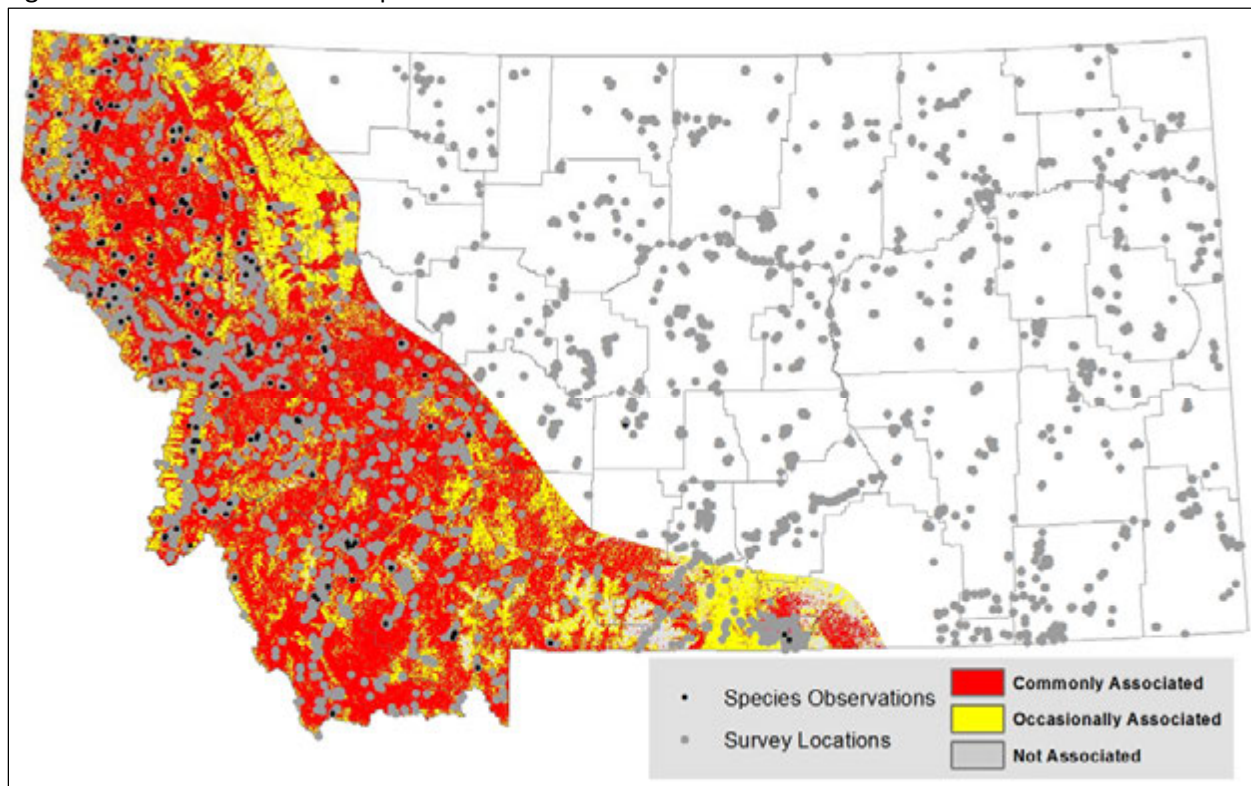 Species Observations
Survey Locations
Commonly Associated
Occasionally Associated
Not Associated